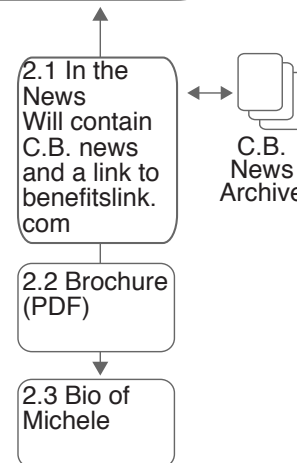 2.1 In the
News
Will contain
C.B. news
and a link to
benefitslink.
com
C.B.
News
Archive
2.2 Brochure
(PDF)
2.3 Bio of
Michele